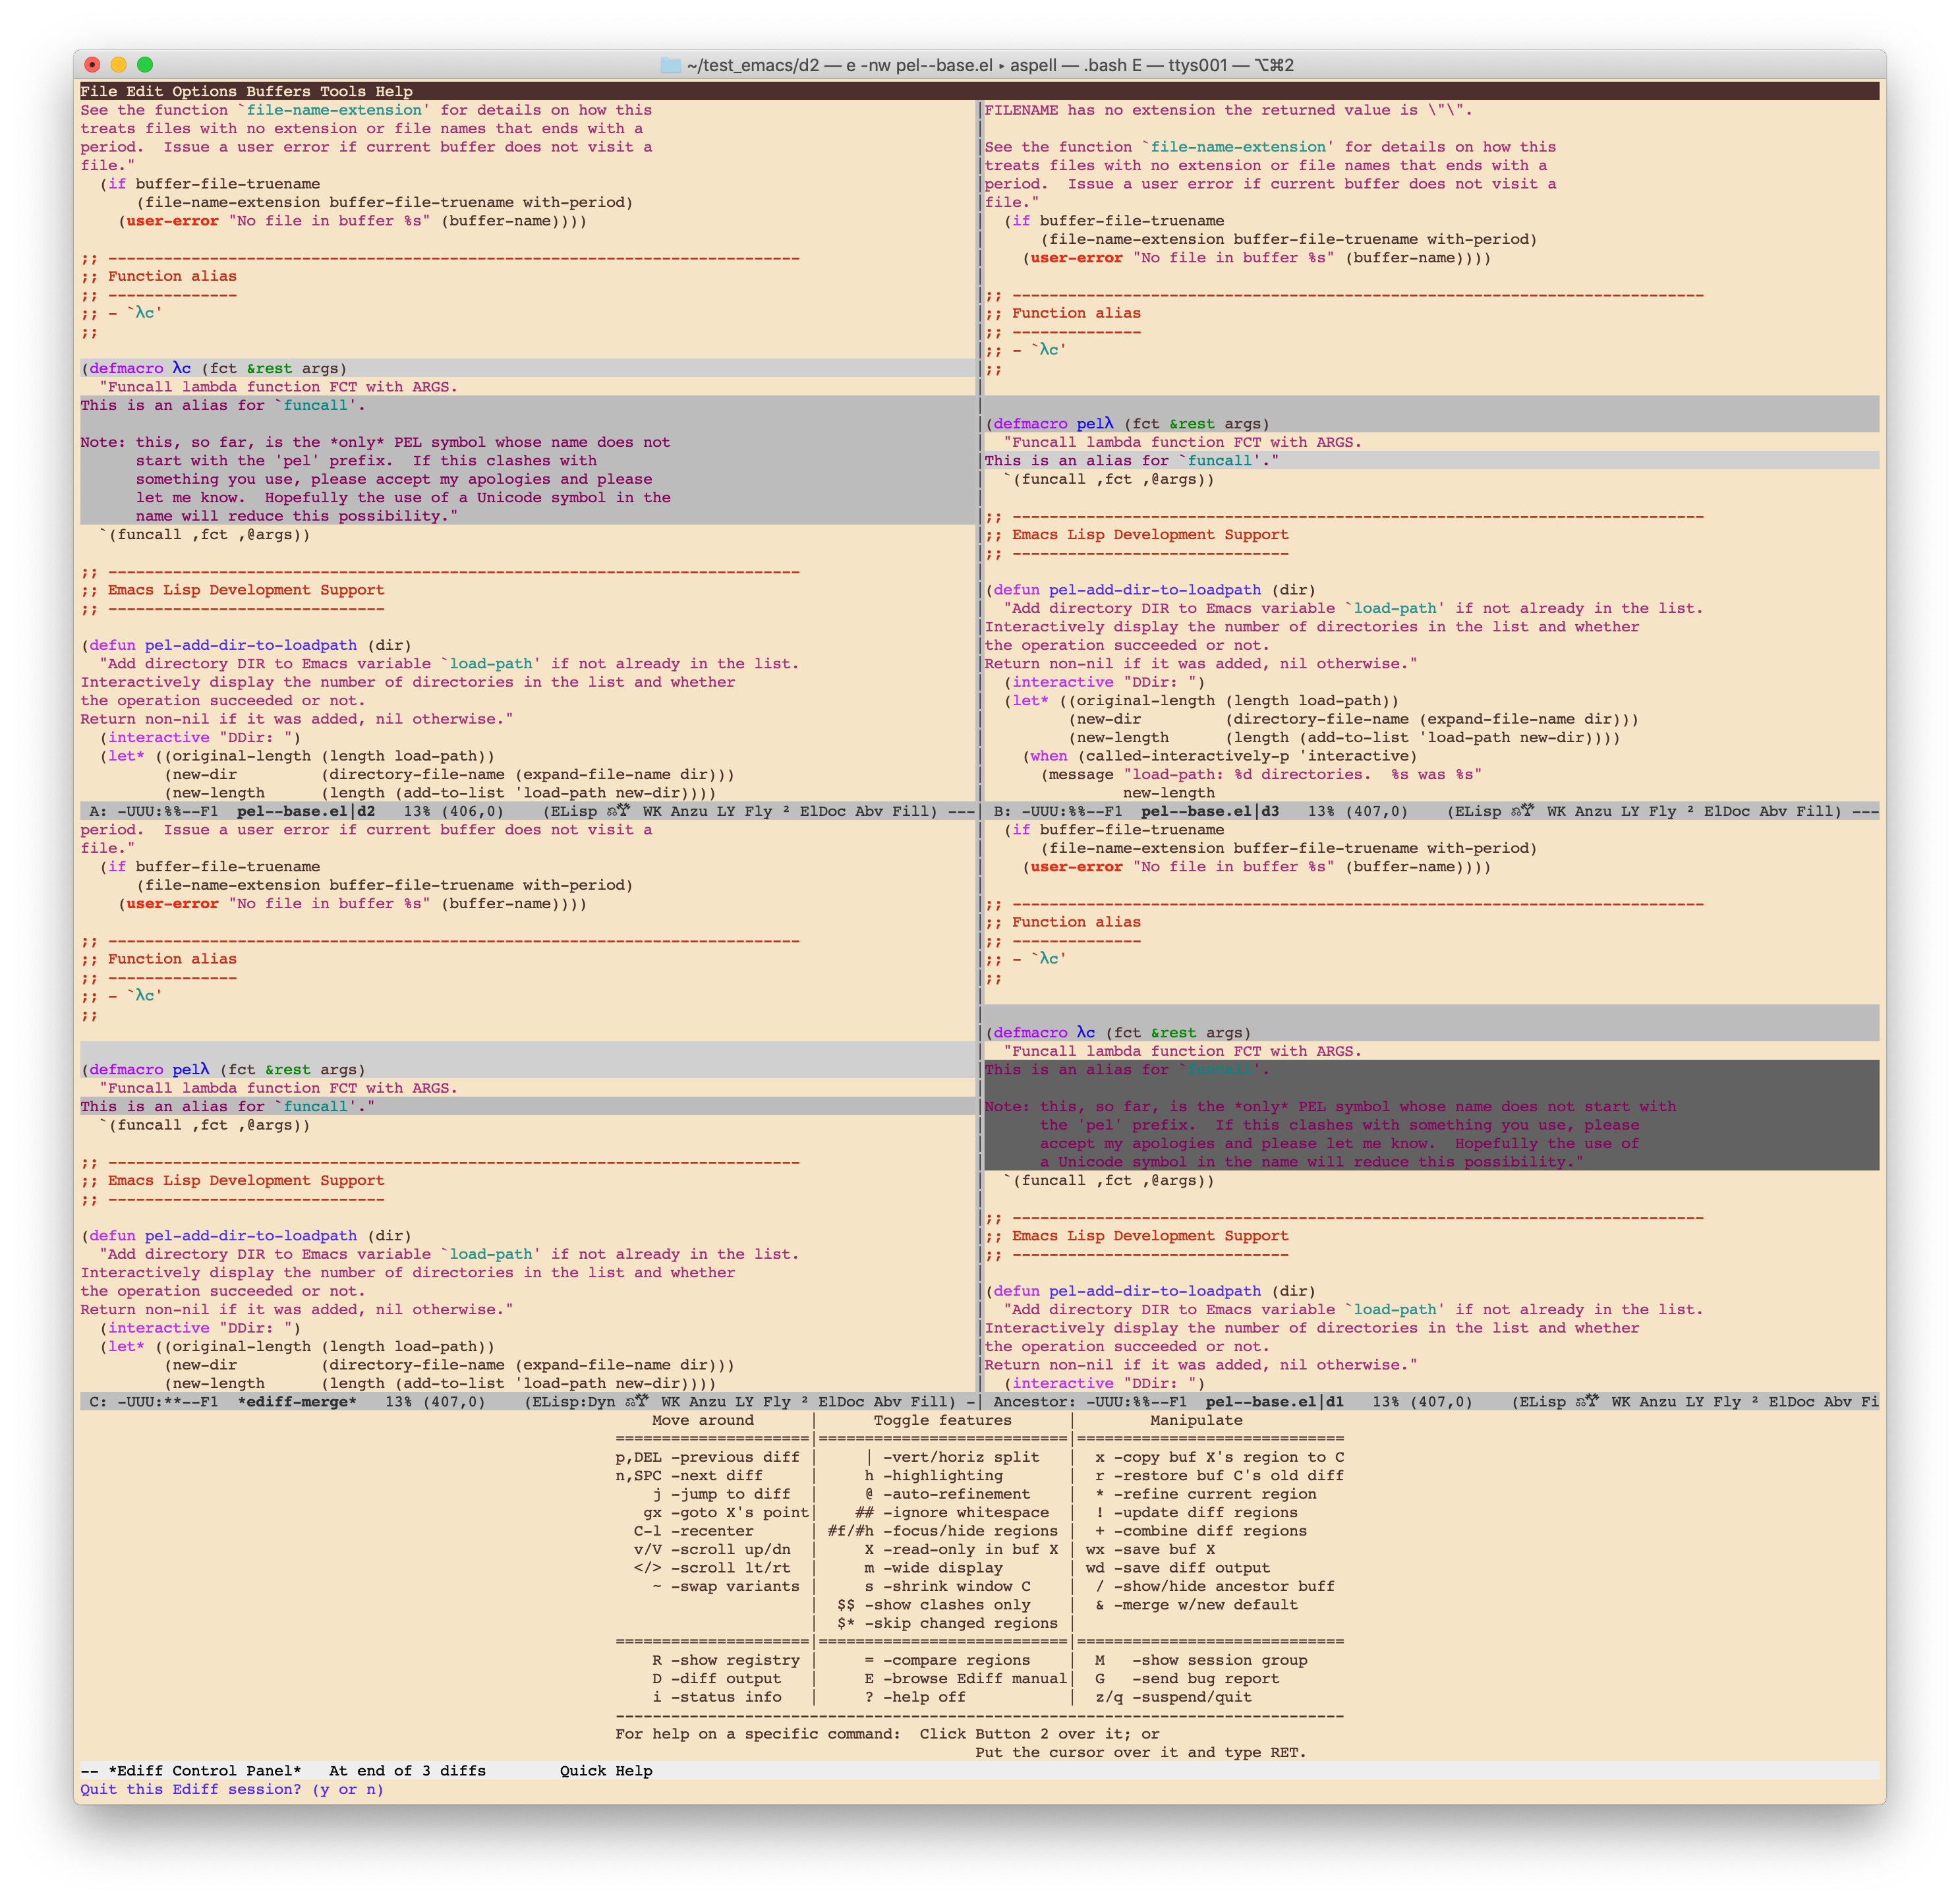 ~/test_emacs/d2 — e -nw pel--base.el ▸ aspell — .bash E — ttys001 — ⌥⌘2
File Edit Options Buffers Tools Help
See the function `file-name-extension' for details on how this
treats files with no extension or file names that ends with a
period.  Issue a user error if current buffer does not visit a
file."
  (if buffer-file-truename
      (file-name-extension buffer-file-truename with-period)
    (user-error "No file in buffer %s" (buffer-name))))
;; ---------------------------------------------------------------------------
;; Function alias
;; --------------
;; - `λc'
;;
(defmacro λc (fct &rest args)
  "Funcall lambda function FCT with ARGS.
This is an alias for `funcall'.
Note: this, so far, is the *only* PEL symbol whose name does not
      start with the 'pel' prefix.  If this clashes with
      something you use, please accept my apologies and please
      let me know.  Hopefully the use of a Unicode symbol in the
      name will reduce this possibility."
  `(funcall ,fct ,@args))
;; ---------------------------------------------------------------------------
;; Emacs Lisp Development Support
;; ------------------------------
(defun pel-add-dir-to-loadpath (dir)
  "Add directory DIR to Emacs variable `load-path' if not already in the list.
Interactively display the number of directories in the list and whether
the operation succeeded or not.
Return non-nil if it was added, nil otherwise."
  (interactive "DDir: ")
  (let* ((original-length (length load-path))
         (new-dir         (directory-file-name (expand-file-name dir)))
         (new-length      (length (add-to-list 'load-path new-dir))))
A: -UUU:%%--F1  pel--base.el|d2   13% (406,0)    (ELisp WK Anzu LY Fly ² ElDoc Abv Fill) ---
FILENAME has no extension the returned value is \"\".
See the function `file-name-extension' for details on how this
treats files with no extension or file names that ends with a
period.  Issue a user error if current buffer does not visit a
file."
  (if buffer-file-truename
      (file-name-extension buffer-file-truename with-period)
    (user-error "No file in buffer %s" (buffer-name))))
;; ---------------------------------------------------------------------------
;; Function alias
;; --------------
;; - `λc'
;;
(defmacro pelλ (fct &rest args)
  "Funcall lambda function FCT with ARGS.
This is an alias for `funcall'."
  `(funcall ,fct ,@args))
;; ---------------------------------------------------------------------------
;; Emacs Lisp Development Support
;; ------------------------------
(defun pel-add-dir-to-loadpath (dir)
  "Add directory DIR to Emacs variable `load-path' if not already in the list.
Interactively display the number of directories in the list and whether
the operation succeeded or not.
Return non-nil if it was added, nil otherwise."
  (interactive "DDir: ")
  (let* ((original-length (length load-path))
         (new-dir         (directory-file-name (expand-file-name dir)))
         (new-length      (length (add-to-list 'load-path new-dir))))
    (when (called-interactively-p 'interactive)
      (message "load-path: %d directories.  %s was %s"
               new-length
B: -UUU:%%--F1  pel--base.el|d3   13% (407,0)    (ELisp WK Anzu LY Fly ² ElDoc Abv Fill) ---
period.  Issue a user error if current buffer does not visit a
file."
  (if buffer-file-truename
      (file-name-extension buffer-file-truename with-period)
    (user-error "No file in buffer %s" (buffer-name))))
;; ---------------------------------------------------------------------------
;; Function alias
;; --------------
;; - `λc'
;;
(defmacro pelλ (fct &rest args)
  "Funcall lambda function FCT with ARGS.
This is an alias for `funcall'."
  `(funcall ,fct ,@args))
;; ---------------------------------------------------------------------------
;; Emacs Lisp Development Support
;; ------------------------------
(defun pel-add-dir-to-loadpath (dir)
  "Add directory DIR to Emacs variable `load-path' if not already in the list.
Interactively display the number of directories in the list and whether
the operation succeeded or not.
Return non-nil if it was added, nil otherwise."
  (interactive "DDir: ")
  (let* ((original-length (length load-path))
         (new-dir         (directory-file-name (expand-file-name dir)))
         (new-length      (length (add-to-list 'load-path new-dir))))
C: -UUU:**--F1  *ediff-merge*   13% (407,0)    (ELisp:Dyn WK Anzu LY Fly ² ElDoc Abv Fill) -
  (if buffer-file-truename
      (file-name-extension buffer-file-truename with-period)
    (user-error "No file in buffer %s" (buffer-name))))
;; ---------------------------------------------------------------------------
;; Function alias
;; --------------
;; - `λc'
;;
(defmacro λc (fct &rest args)
  "Funcall lambda function FCT with ARGS.
This is an alias for `funcall'.
Note: this, so far, is the *only* PEL symbol whose name does not start with
      the 'pel' prefix.  If this clashes with something you use, please
      accept my apologies and please let me know.  Hopefully the use of
      a Unicode symbol in the name will reduce this possibility."
  `(funcall ,fct ,@args))
;; ---------------------------------------------------------------------------
;; Emacs Lisp Development Support
;; ------------------------------
(defun pel-add-dir-to-loadpath (dir)
  "Add directory DIR to Emacs variable `load-path' if not already in the list.
Interactively display the number of directories in the list and whether
the operation succeeded or not.
Return non-nil if it was added, nil otherwise."
  (interactive "DDir: ")
Ancestor: -UUU:%%--F1  pel--base.el|d1   13% (407,0)    (ELisp WK Anzu LY Fly ² ElDoc Abv Fi
    Move around      |      Toggle features      |        Manipulate
=====================|===========================|=============================
p,DEL -previous diff |     | -vert/horiz split   |  x -copy buf X's region to C
n,SPC -next diff     |     h -highlighting       |  r -restore buf C's old diff
    j -jump to diff  |     @ -auto-refinement    |  * -refine current region
   gx -goto X's point|    ## -ignore whitespace  |  ! -update diff regions
  C-l -recenter      | #f/#h -focus/hide regions |  + -combine diff regions
  v/V -scroll up/dn  |     X -read-only in buf X | wx -save buf X
  </> -scroll lt/rt  |     m -wide display       | wd -save diff output
    ~ -swap variants |     s -shrink window C    |  / -show/hide ancestor buff
                     |  $$ -show clashes only    |  & -merge w/new default
                     |  $* -skip changed regions |
=====================|===========================|=============================
    R -show registry |     = -compare regions    |  M   -show session group
    D -diff output   |     E -browse Ediff manual|  G   -send bug report
    i -status info   |     ? -help off           |  z/q -suspend/quit
-------------------------------------------------------------------------------
For help on a specific command:  Click Button 2 over it; or
                                       Put the cursor over it and type RET.
-- *Ediff Control Panel*   At end of 3 diffs        Quick Help
Quit this Ediff session? (y or n)